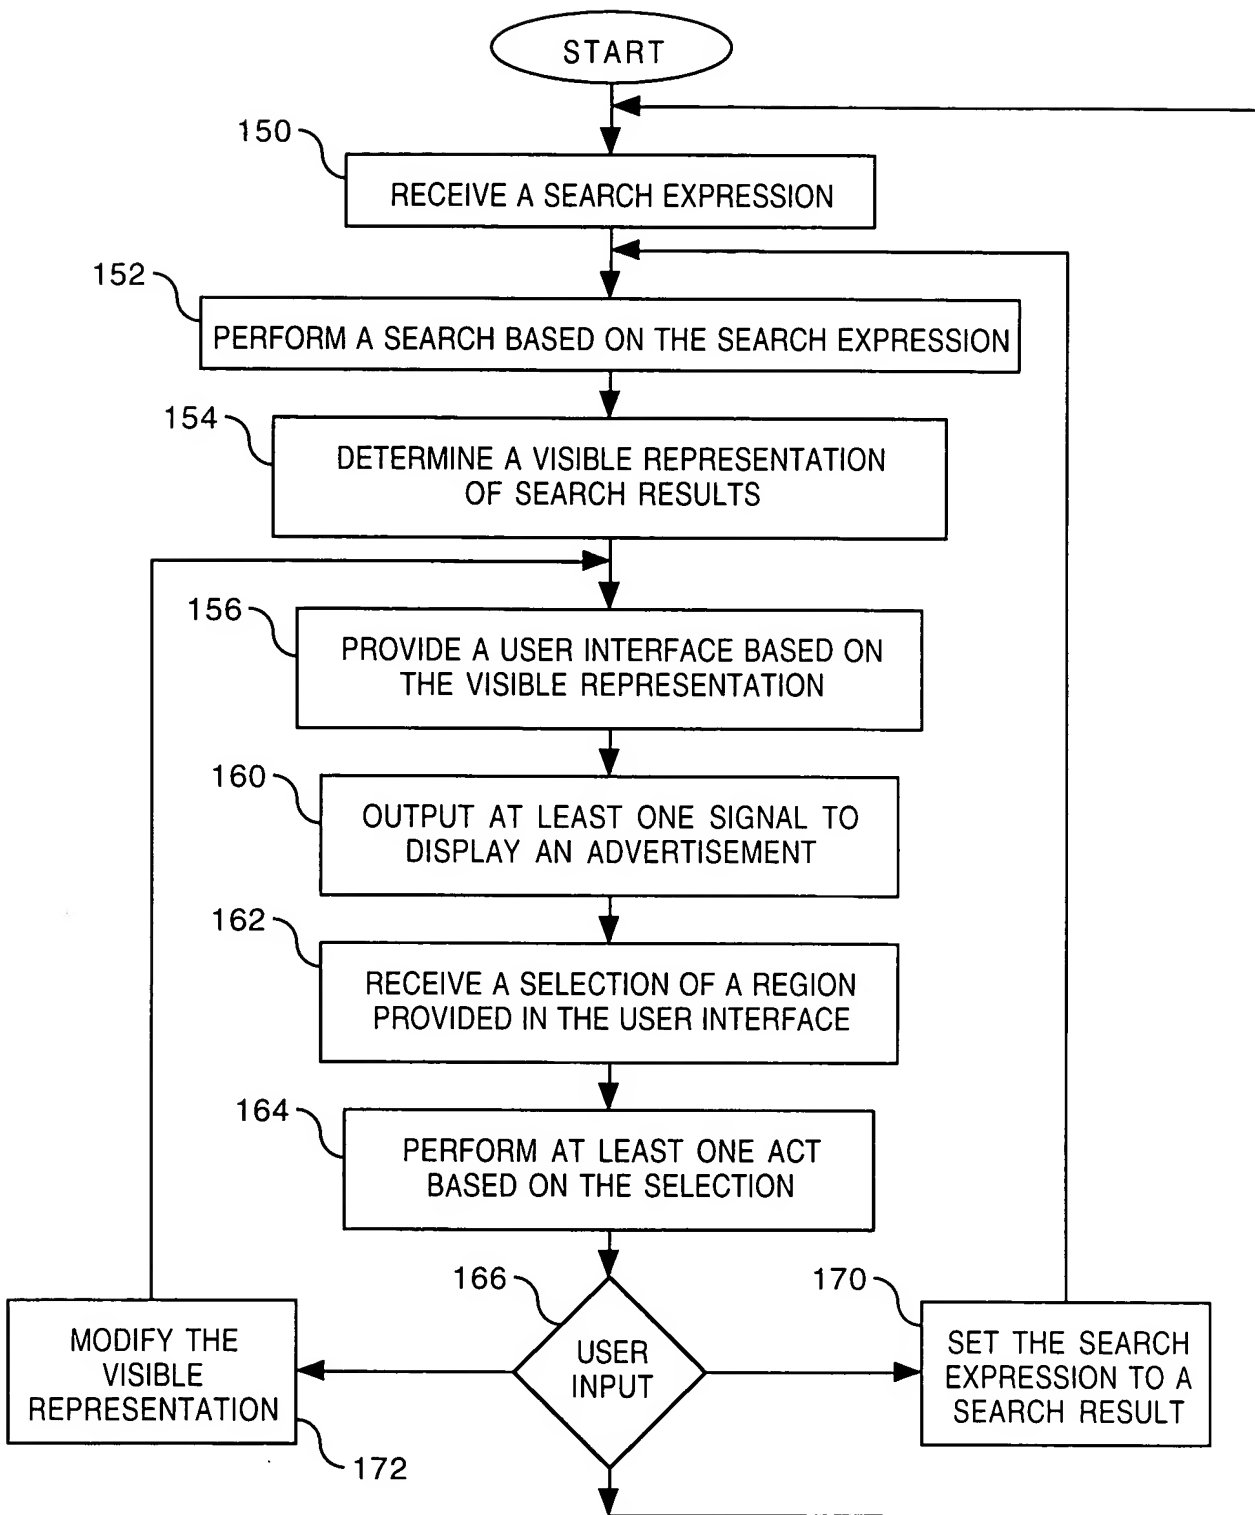 START
150
RECEIVE A SEARCH EXPRESSION
152
PERFORM A SEARCH BASED ON THE SEARCH EXPRESSION
154
DETERMINE A VISIBLE REPRESENTATION
OF SEARCH RESULTS
156
PROVIDE A USER INTERFACE BASED ON
THE VISIBLE REPRESENTATION
160
OUTPUT AT LEAST ONE SIGNAL TO
DISPLAY AN ADVERTISEMENT
162
RECEIVE A SELECTION OF A REGION
PROVIDED IN THE USER INTERFACE
164
PERFORM AT LEAST ONE ACT
BASED ON THE SELECTION
166
USER
INPUT
170
SET THE SEARCH
EXPRESSION TO A
SEARCH RESULT
MODIFY THE
VISIBLE
REPRESENTATION
172